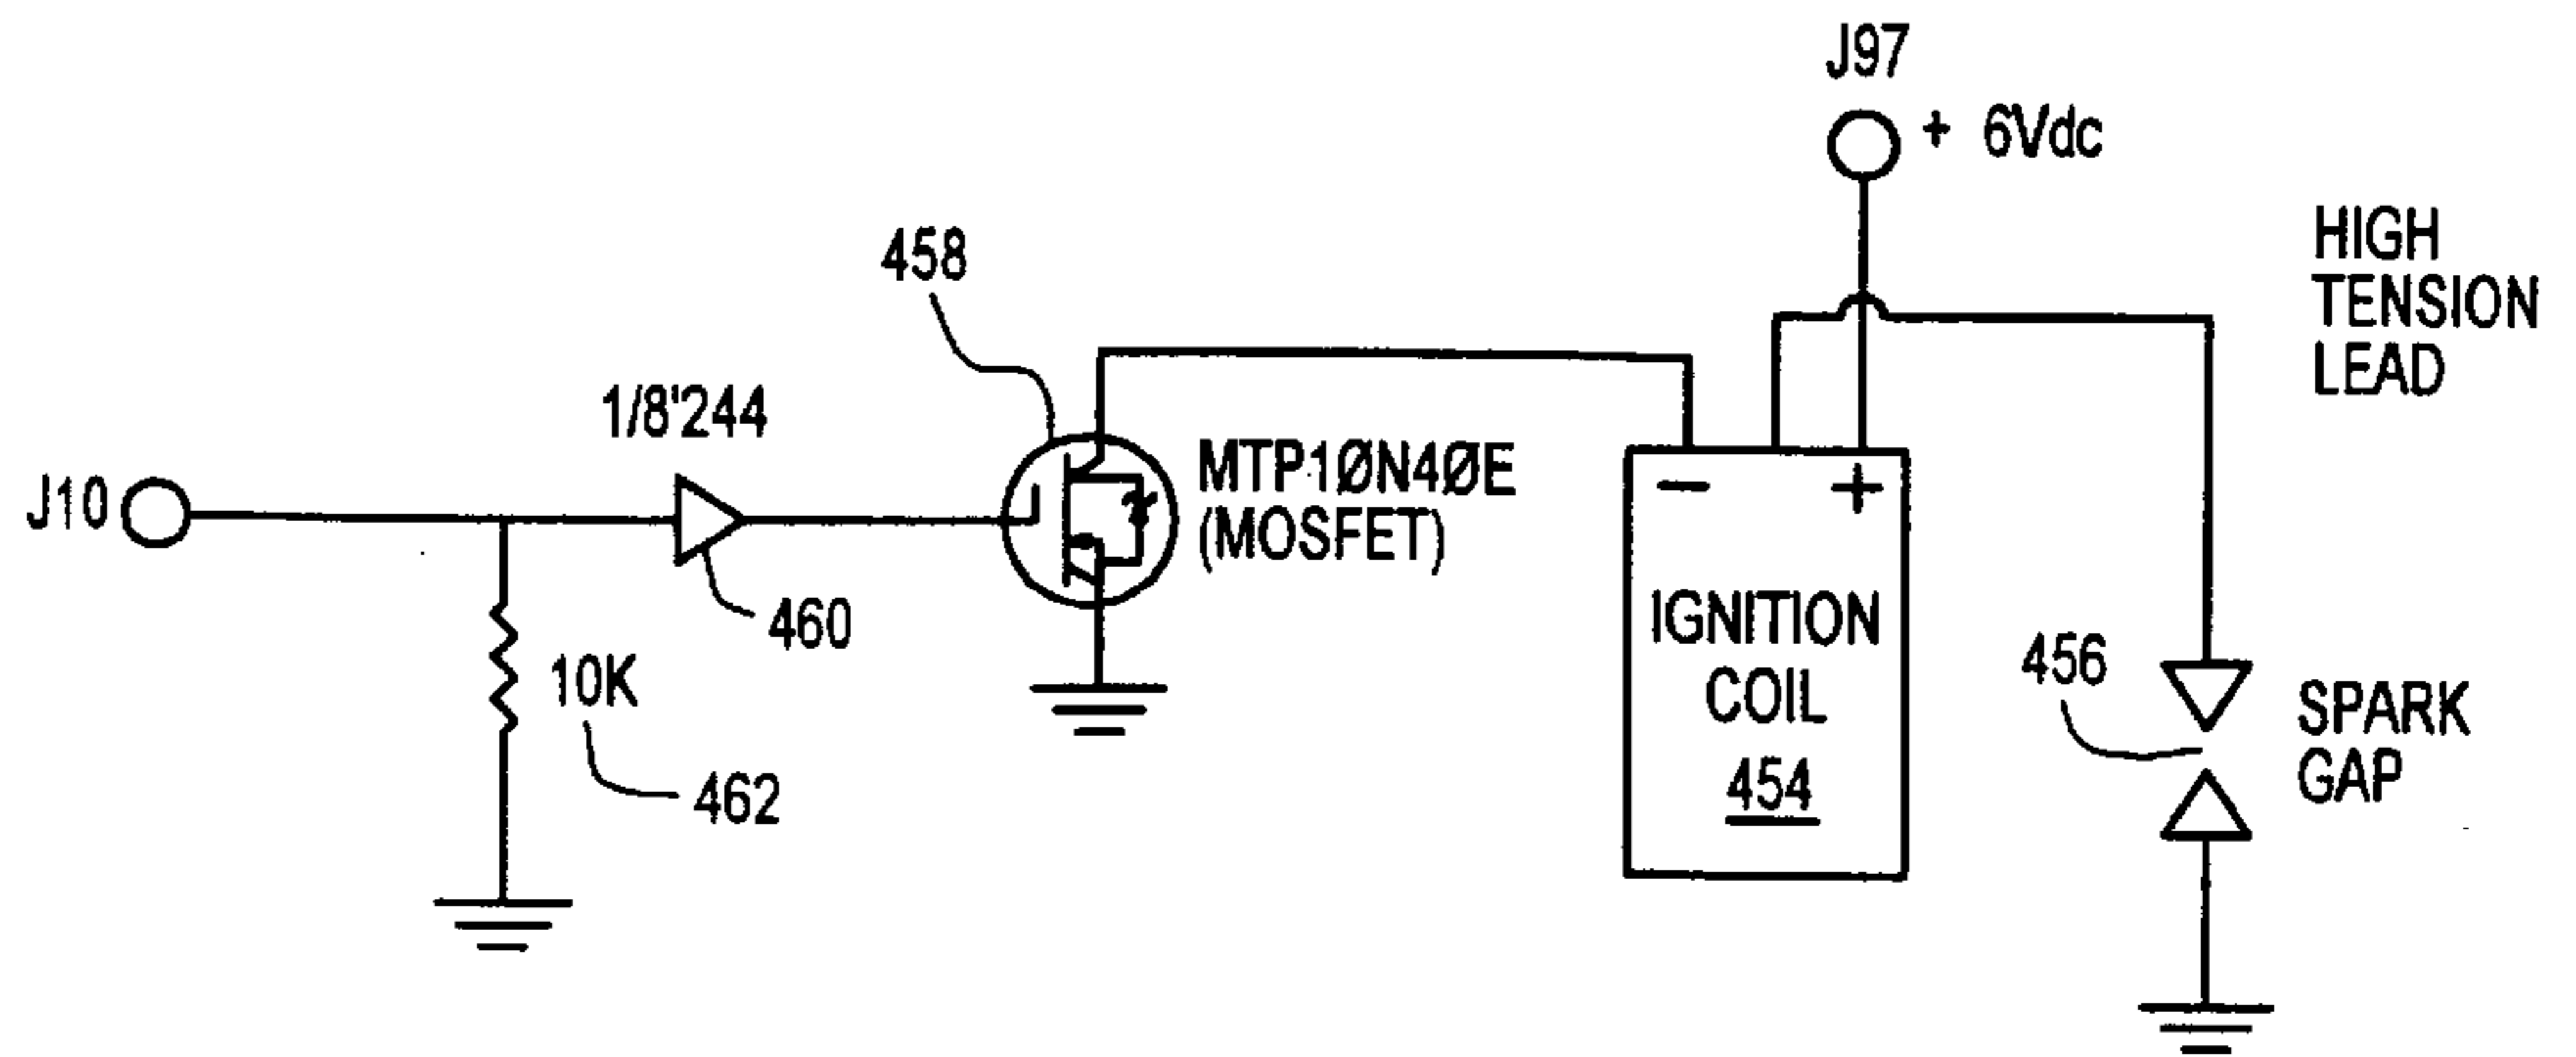 J97
+ 6Vdc
HIGH
TENSION
LEAD
458
1/8'244
J10
MTP1ØN4ØE
(MOSFET)
460
10K
462
− +
IGNITION
COIL
454
456
SPARK
GAP